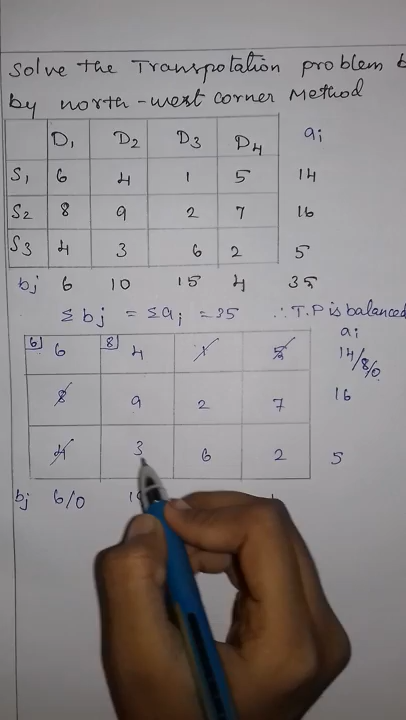 Solve the Transpotation problem
by north-west corner Method
D1 D2 D3 D4 ai
S1 6 4 1 5 14
S2 8 9 2 7 16
S3 4 3 6 2 5
bj 6 10 15 4 35
Σbj = Σai = 35 ∴ T.P is balanced
ai
6 6 8 4 1 5 14/8/0
8 9 2 7 16
4 3 6 2 5
bj 6/0